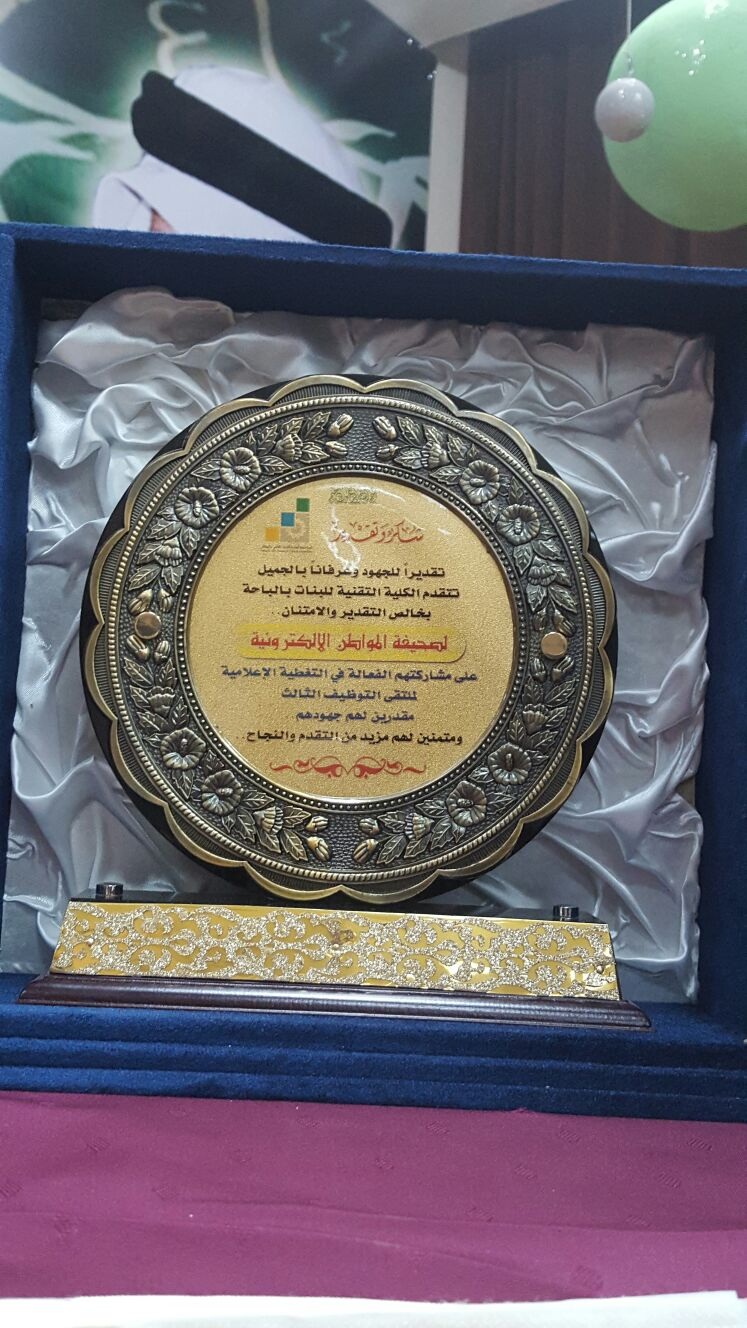 شكر وتقدير
تقديراً للجهود وعرفاناً بالجميل
تتقدم الكلية التقنية للبنات بالباحة
بخالص التقدير والامتنان..
لصحيفة المواطن الإلكترونية
على مشاركتهم الفعالة في التغطية الإعلامية
لملتقى التوظيف الثالث
مقدرين لهم جهودهم
ومتمنين لهم مزيد من التقدم والنجاح..